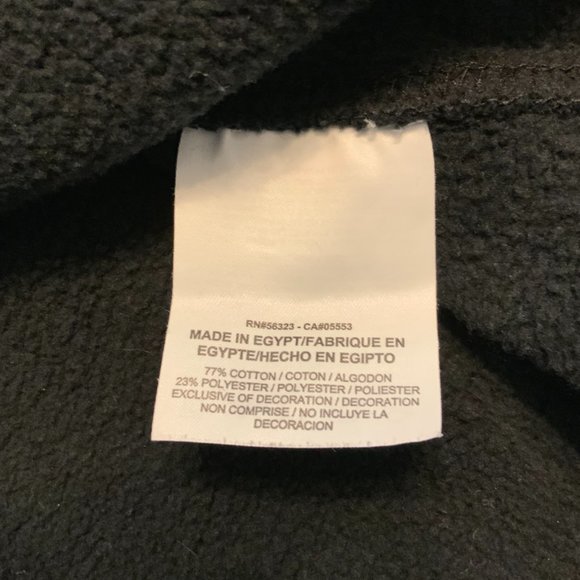 RN#56323 - CA#05553
MADE IN EGYPT/FABRIQUE EN
EGYPTE/HECHO EN EGIPTO
77% COTTON / COTON / ALGODON
23% POLYESTER / POLYESTER / POLIESTER
EXCLUSIVE OF DECORATION / DECORATION
NON COMPRISE / NO INCLUYE LA
DECORACION